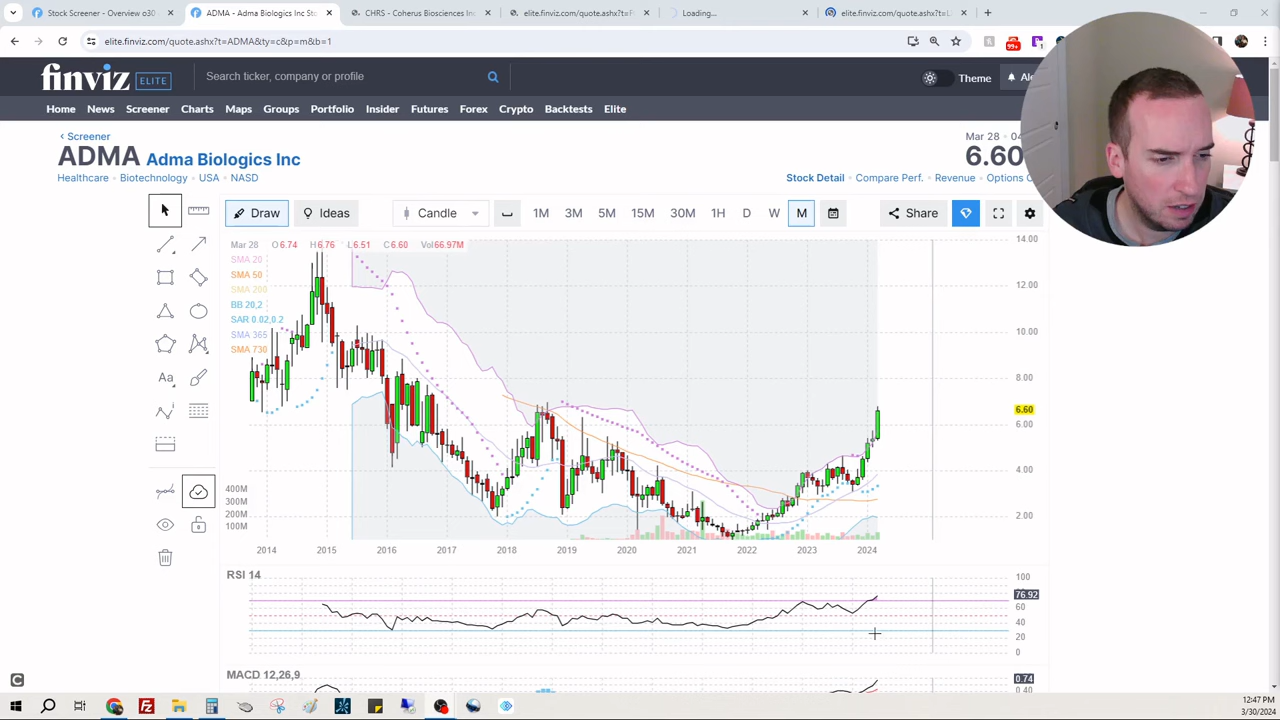 Stock Screener - Overview o30
ADMA - Adma Biologics Inc Sto
CHRS - Coherus Biosciences Inc
elite.finviz.com/quote.ashx?t=F
Loading...
elite.finviz.com/quote.ashx?t=L
elite.finviz.com/quote.ashx?t=ADMA&ty=c&p=m&b=1
99+
1
finviz ELITE
Search ticker, company or profile
Theme
Ale
Home News Screener Charts Maps Groups Portfolio Insider Futures Forex Crypto Backtests Elite
‹ Screener
Mar 28 • 04
ADMA Adma Biologics Inc
6.60
Healthcare • Biotechnology • USA • NASD
Stock Detail • Compare Perf. • Revenue • Options C
Draw Ideas Candle 1M 3M 5M 15M 30M 1H D W M Share
Mar 28 O6.74 H6.76 L6.51 C6.60 Vol66.97M
SMA 20
SMA 50
SMA 200
BB 20,2
SAR 0.02,0.2
SMA 365
SMA 730
14.00
12.00
10.00
8.00
6.60
6.00
4.00
2.00
Aa
400M
300M
200M
100M
2014 2015 2016 2017 2018 2019 2020 2021 2022 2023 2024
RSI 14
100
76.92
60
40
20
0
MACD 12,26,9
0.74
0.40
12:47 PM
3/30/2024